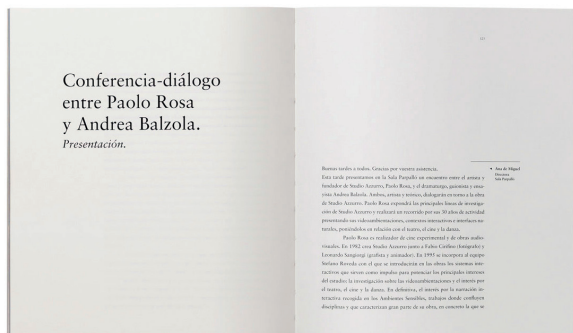 Conferencia-diálogo
entre Paolo Rosa
y Andrea Balzola.
Presentación.
Buenas tardes a todos. Gracias por vuestra asistencia.
Esta tarde presentamos en la Sala Parpalló un encuentro entre el artista y
fundador de Studio Azzurro, Paolo Rosa, y el dramaturgo, guionista y ensa-
yista Andrea Balzola. Ambos, artista y teórico, dialogarán en torno a la obra
de Studio Azzurro. Paolo Rosa expondrá las principales líneas de investiga-
ción de Studio Azzurro y realizará un recorrido por sus 30 años de actividad
presentando sus videoambientaciones, contextos interactivos e interfaces na-
turales, poniéndolos en relación con el teatro, el cine y la danza.
Paolo Rosa es realizador de cine experimental y de obras audio-
visuales. En 1982 crea Studio Azzurro junto a Fabio Cirifino (fotógrafo) y
Leonardo Sangiorgi (grafista y animador). En 1995 se incorpora al equipo
Stefano Roveda con el que se introducirán en las obras los sistemas inte-
ractivos que sirven como impulso para potenciar los principales intereses
del estudio: la investigación sobre las videoambientaciones y el interés por
el teatro, el cine y la danza. En definitiva, el interés por la narración in-
teractiva recogida en los Ambientes Sensibles, trabajos donde confluyen
disciplinas y que caracterizan gran parte de su obra, en concreto la que se
• Ana de Miguel
Directora
Sala Parpalló